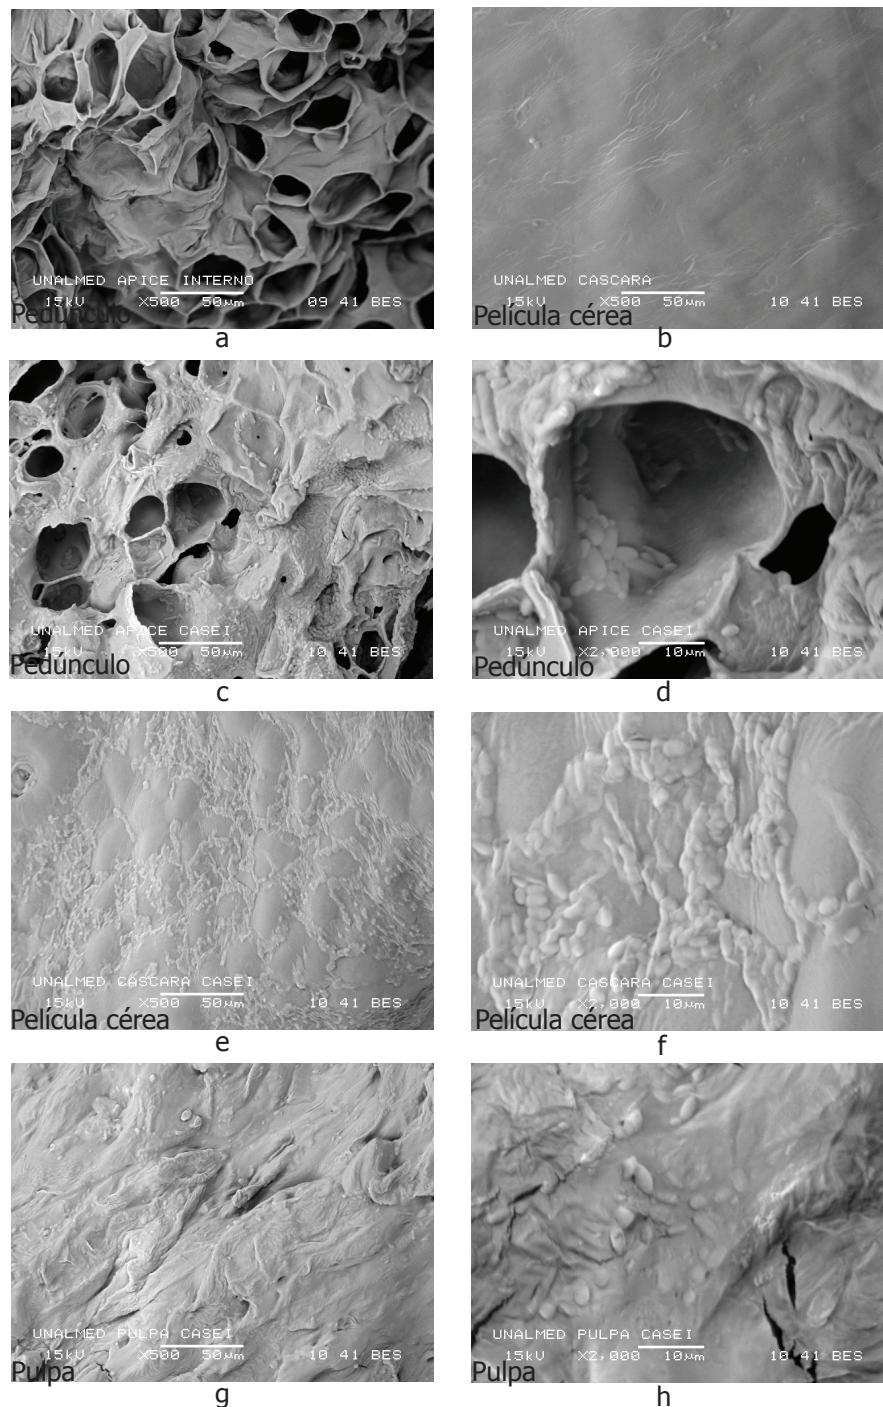 UNALMED APICE INTERNO
15kV X500 50µm 09 41 BES
Pedúnculo
a
UNALMED CASCARA
15kV X500 50µm 10 41 BES
Película cérea
b
UNALMED APICE CASEI
15kV X500 50µm 10 41 BES
Pedúnculo
c
UNALMED APICE CASEI
15kV X2,000 10µm 10 41 BES
Pedúnculo
d
UNALMED CASCARA CASEI
15kV X500 50µm 10 41 BES
Película cérea
e
UNALMED CASCARA CASEI
15kV X2,000 10µm 10 41 BES
Película cérea
f
UNALMED PULPA CASEI
15kV X500 50µm 10 41 BES
Pulpa
g
UNALMED PULPA CASEI
15kV X2,000 10µm 10 41 BES
Pulpa
h